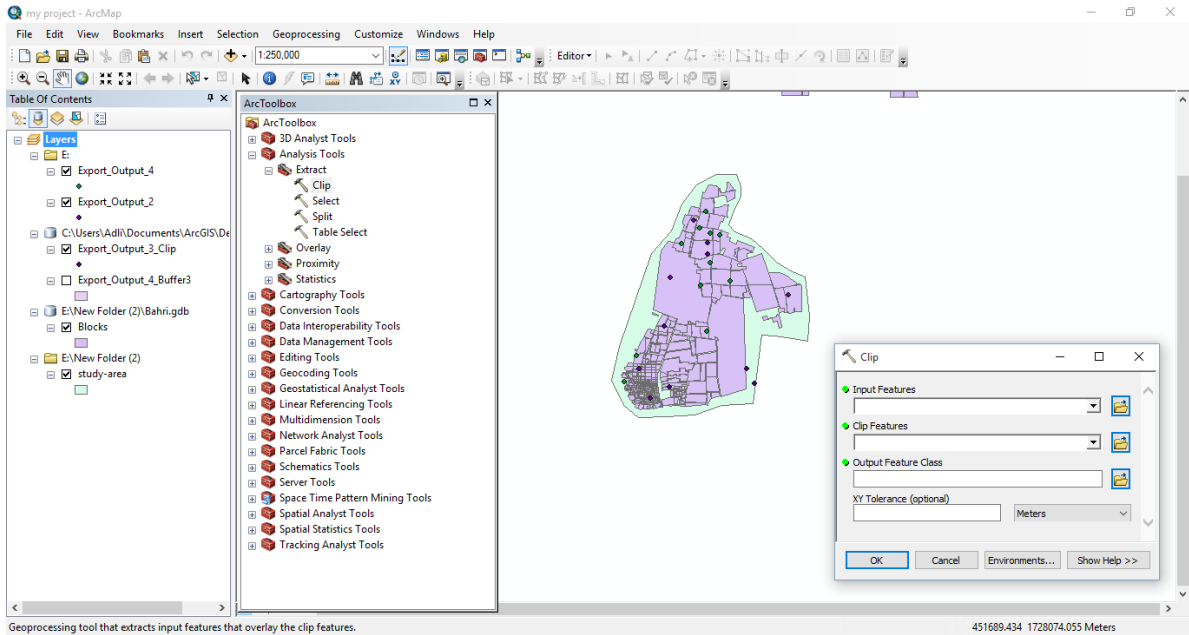 my project - ArcMap
File Edit View Bookmarks Insert Selection Geoprocessing Customize Windows Help
1:250,000
Editor
Table Of Contents
Layers
E:
Export_Output_4
Export_Output_2
C:\Users\Adli\Documents\ArcGIS\De
Export_Output_3_Clip
Export_Output_4_Buffer3
E:\New Folder (2)\Bahri.gdb
Blocks
E:\New Folder (2)
study-area
ArcToolbox
ArcToolbox
3D Analyst Tools
Analysis Tools
Extract
Clip
Select
Split
Table Select
Overlay
Proximity
Statistics
Cartography Tools
Conversion Tools
Data Interoperability Tools
Data Management Tools
Editing Tools
Geocoding Tools
Geostatistical Analyst Tools
Linear Referencing Tools
Multidimension Tools
Network Analyst Tools
Parcel Fabric Tools
Schematics Tools
Server Tools
Space Time Pattern Mining Tools
Spatial Analyst Tools
Spatial Statistics Tools
Tracking Analyst Tools
Clip
Input Features
Clip Features
Output Feature Class
XY Tolerance (optional)
Meters
OK Cancel Environments... Show Help >>
Geoprocessing tool that extracts input features that overlay the clip features.
451689.434 1728074.055 Meters